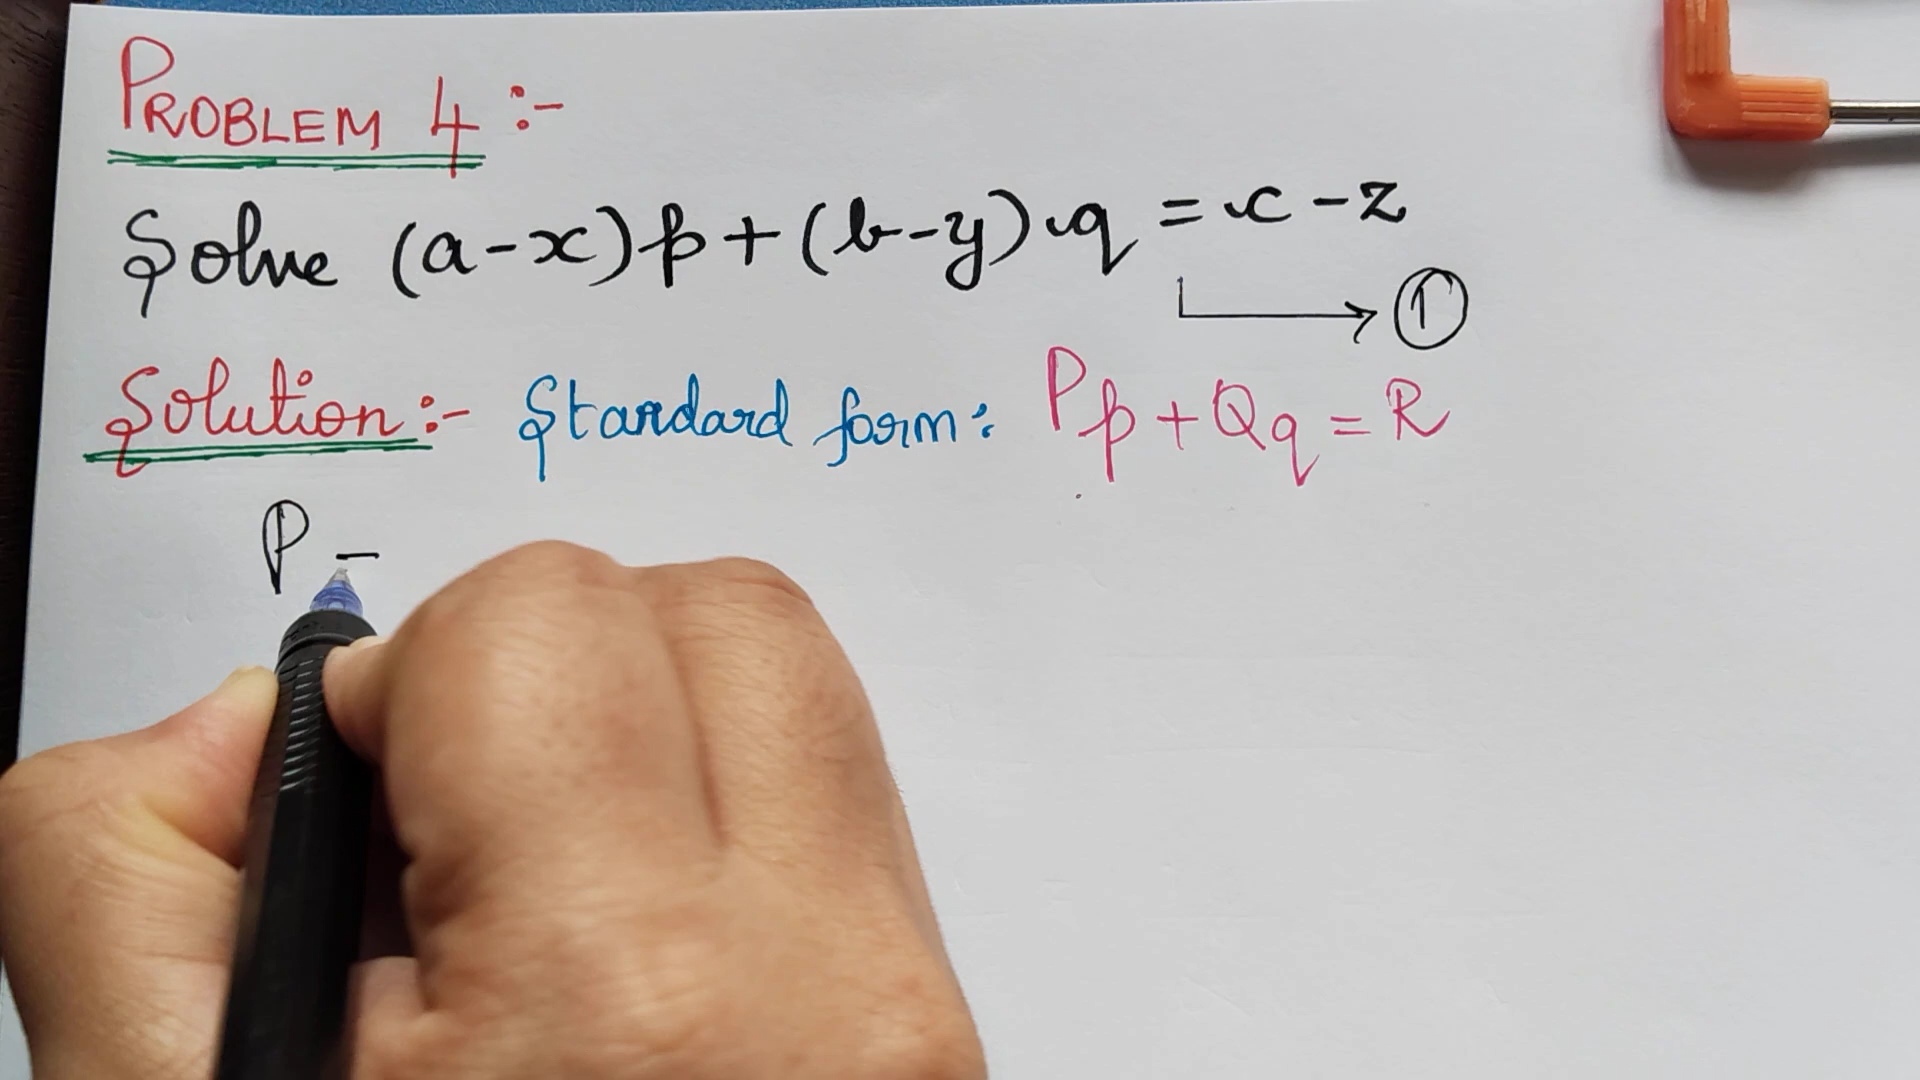 PROBLEM 4 :-
Solve (a-x)p+(b-y)q = c-z
→ ①
Solution:- Standard form: Pp+Qq=R
P -